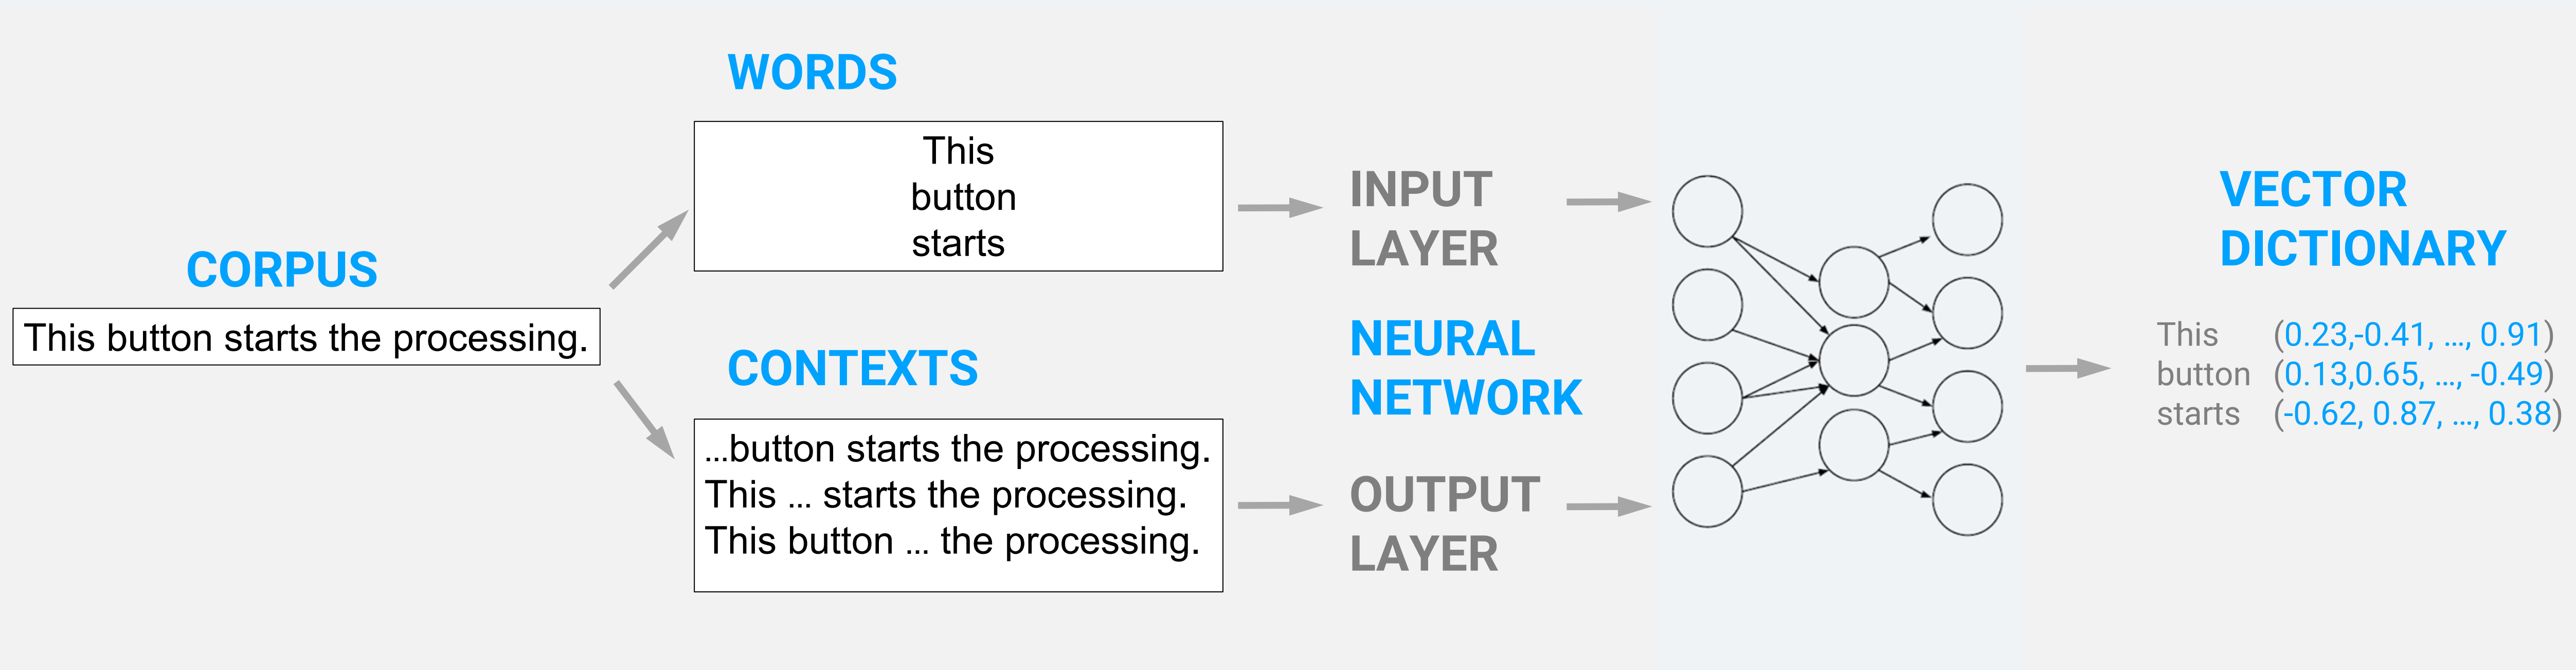 CORPUS
This button starts the processing.
WORDS
This
button
starts
CONTEXTS
...button starts the processing.
This ... starts the processing.
This button ... the processing.
INPUT
LAYER
NEURAL
NETWORK
OUTPUT
LAYER
VECTOR
DICTIONARY
This (0.23,-0.41, ..., 0.91)
button (0.13,0.65, ..., -0.49)
starts (-0.62, 0.87, ..., 0.38)